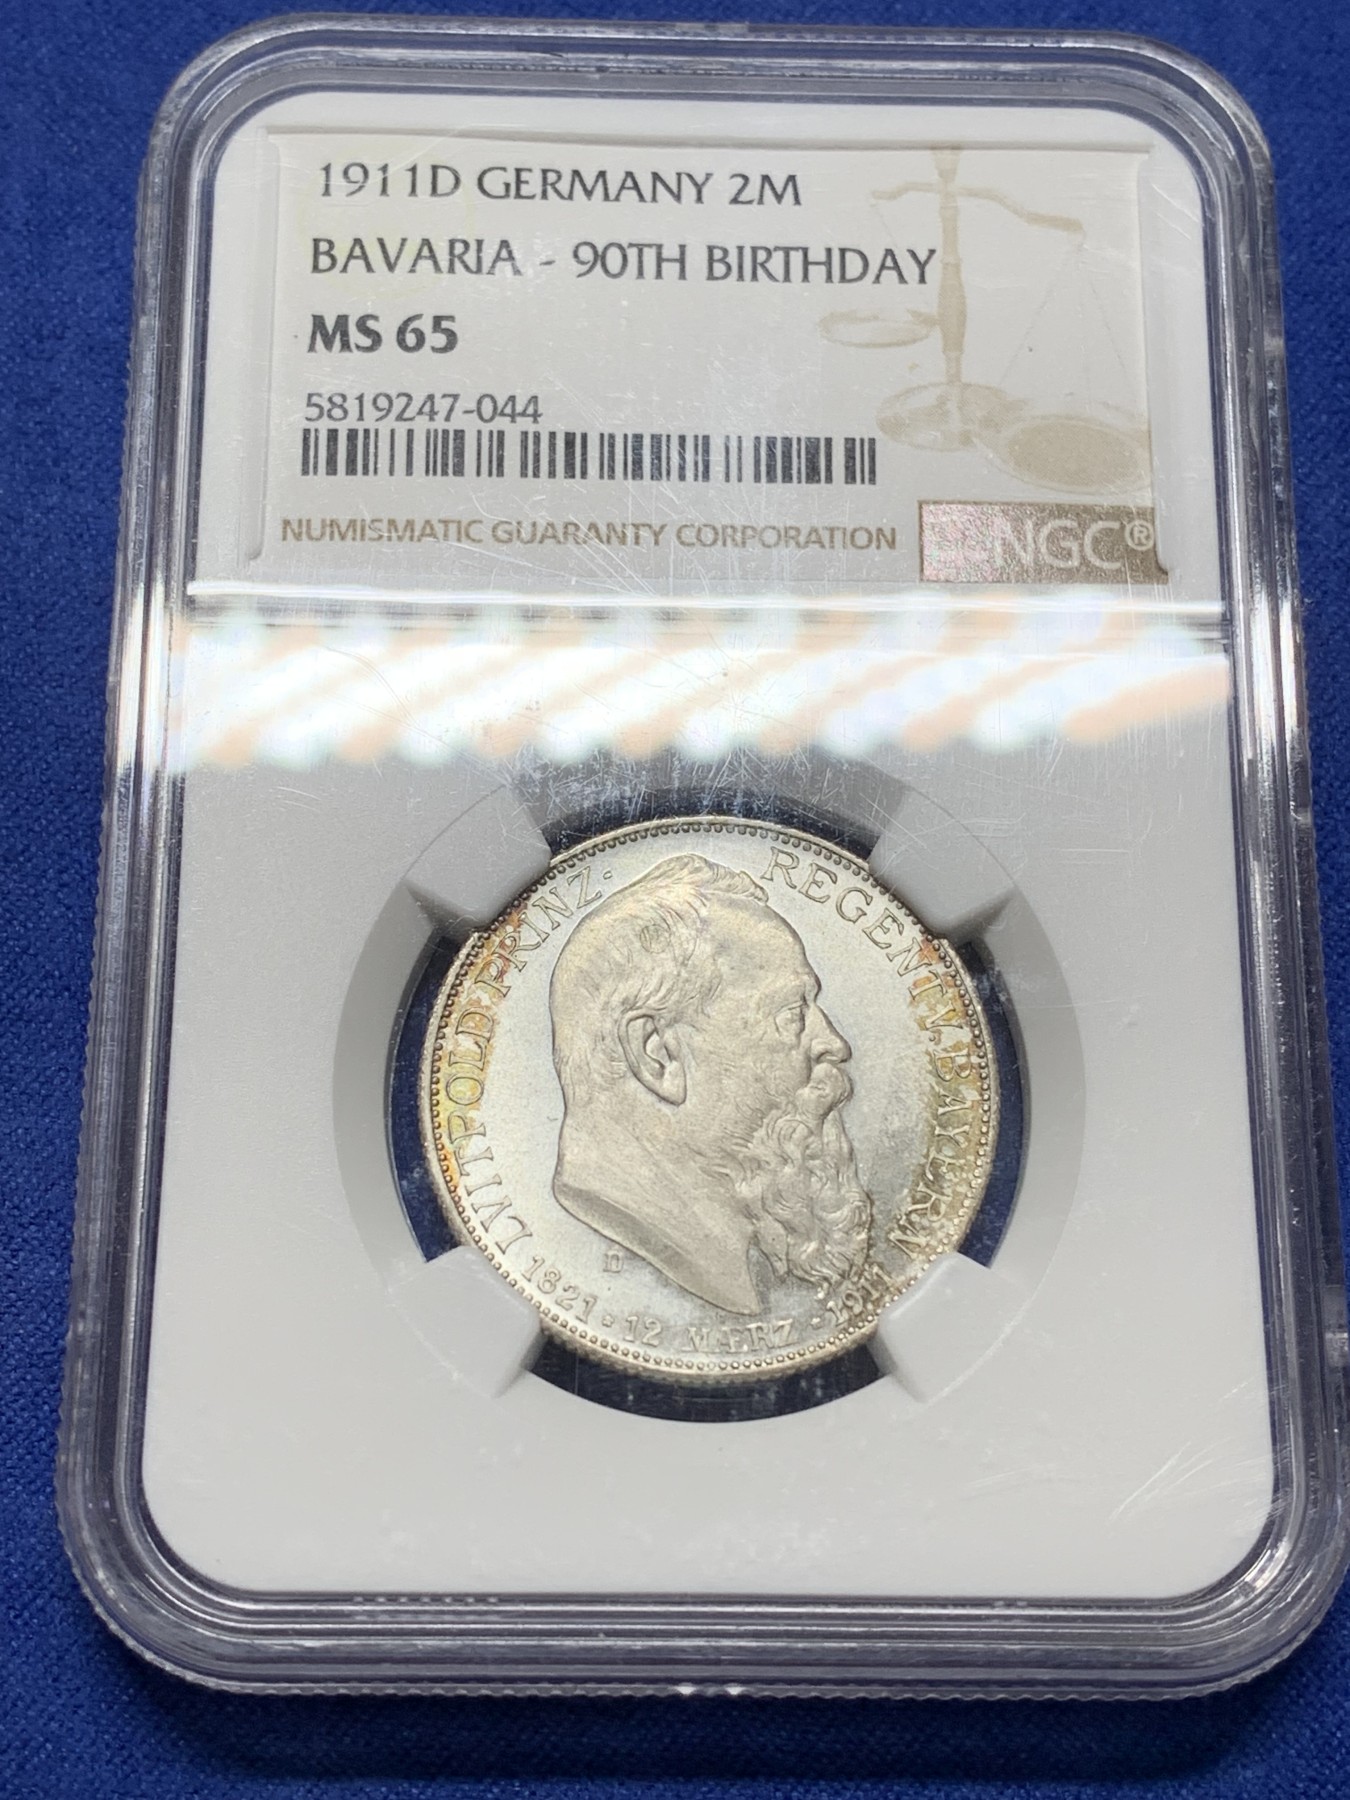 1911D GERMANY 2M
BAVARIA - 90TH BIRTHDAY
MS 65
5819247-044
NUMISMATIC GUARANTY CORPORATION
NGC®
LVITPOLD PRINZ-REGENT V. BAYERN
D
1821 * 12 MÆRZ * 1911